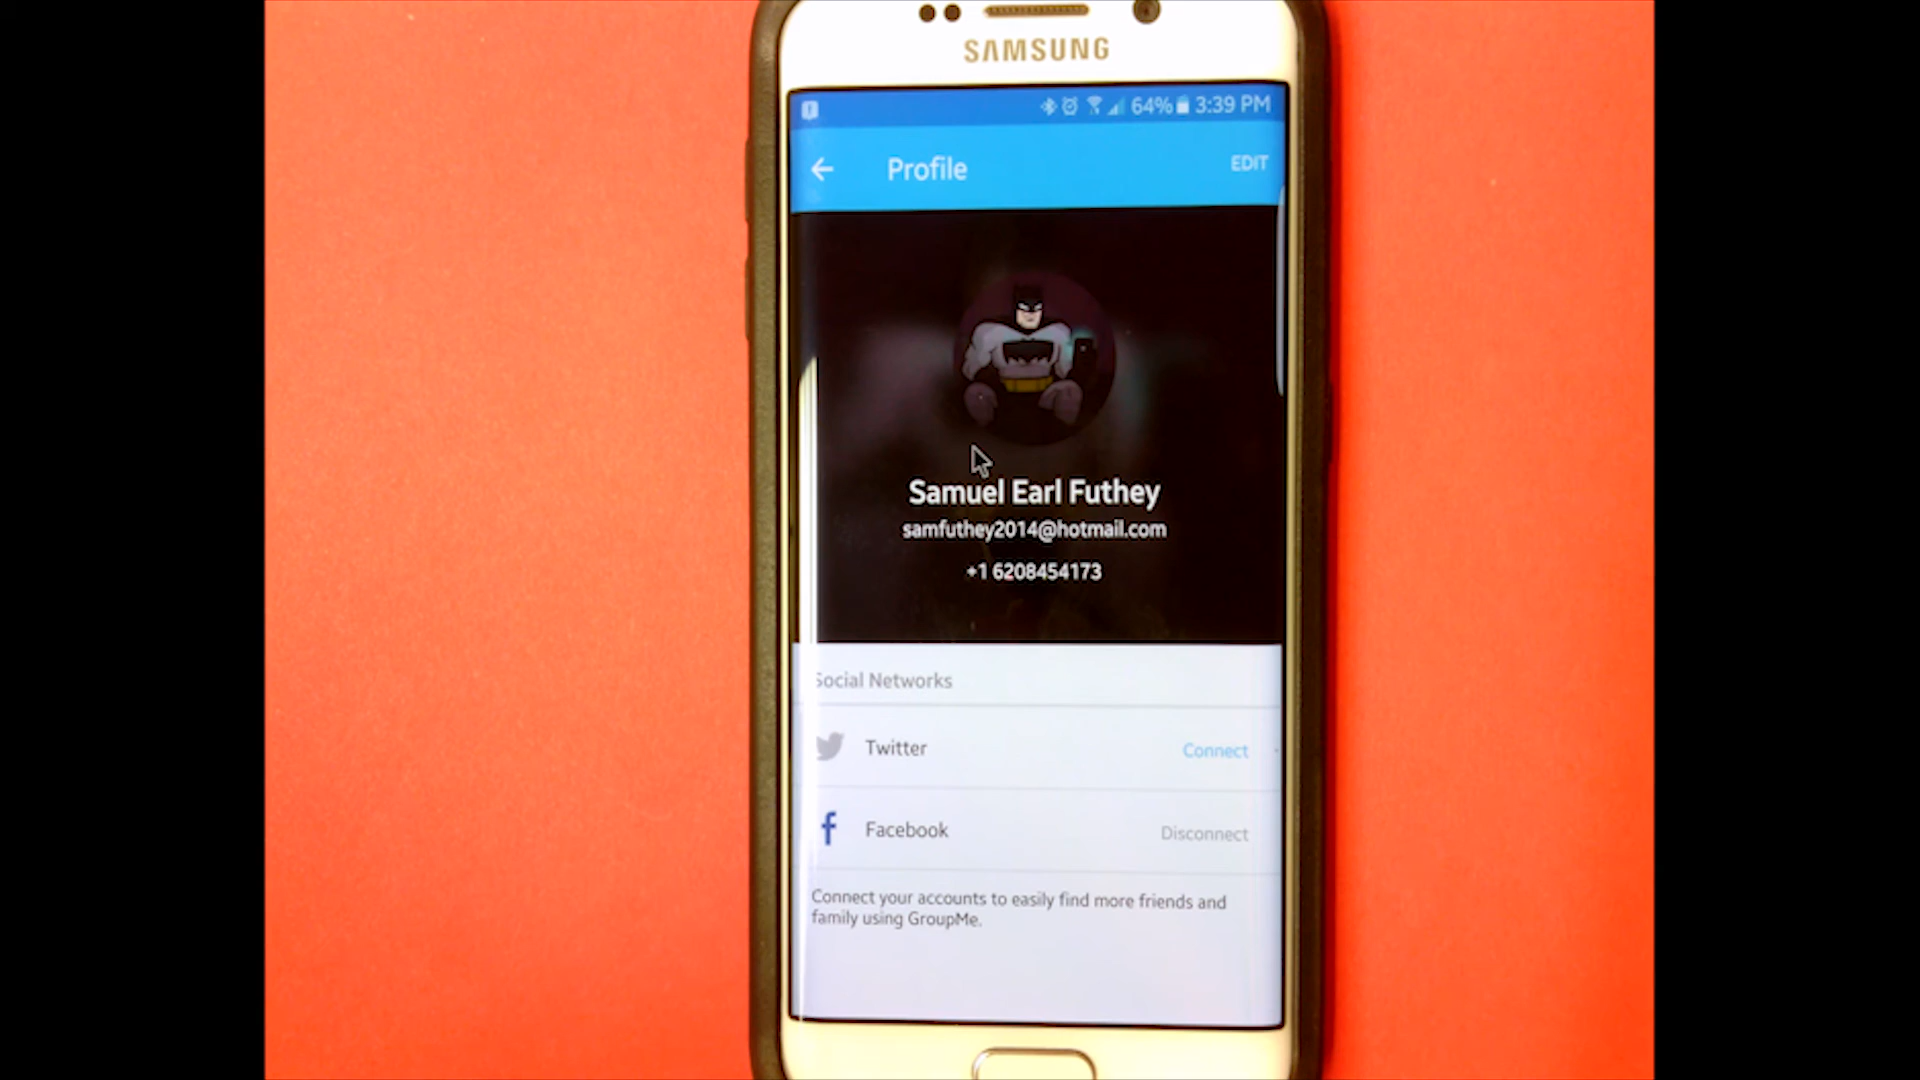 SAMSUNG
64% 3:39 PM
Profile
EDIT
Samuel Earl Futhey
samfuthey2014@hotmail.com
+1 6208454173
Social Networks
Twitter
Connect
Facebook
Disconnect
Connect your accounts to easily find more friends and
family using GroupMe.